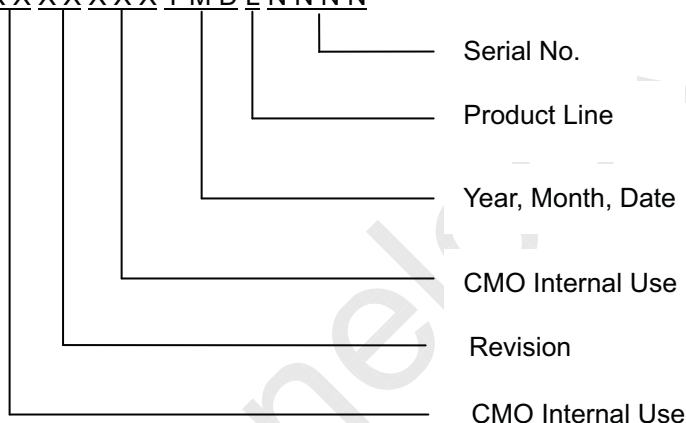 X X X X X X X Y M D L N N N N
Serial No.
Product Line
Year, Month, Date
CMO Internal Use
Revision
CMO Internal Use